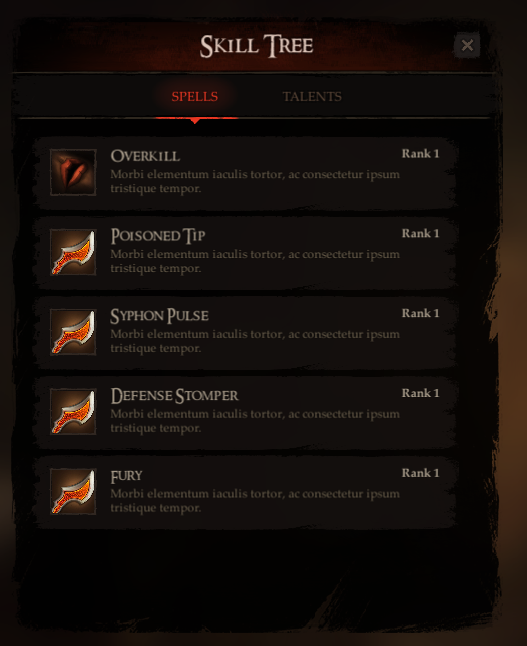 Skill Tree
SPELLS TALENTS
Overkill Rank 1
Morbi elementum iaculis tortor, ac consectetur ipsum
tristique tempor.
Poisoned Tip Rank 1
Morbi elementum iaculis tortor, ac consectetur ipsum
tristique tempor.
Syphon Pulse Rank 1
Morbi elementum iaculis tortor, ac consectetur ipsum
tristique tempor.
Defense Stomper Rank 1
Morbi elementum iaculis tortor, ac consectetur ipsum
tristique tempor.
Fury Rank 1
Morbi elementum iaculis tortor, ac consectetur ipsum
tristique tempor.